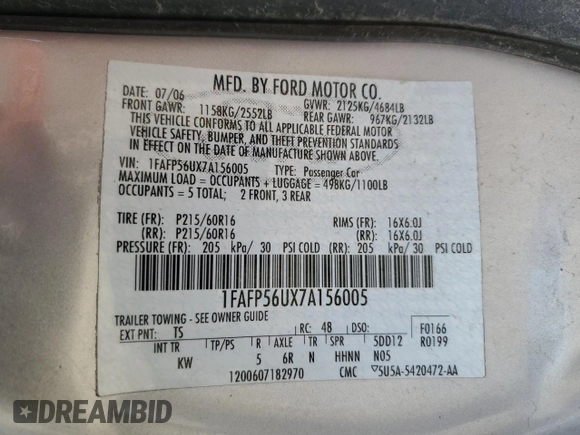 MFD. BY FORD MOTOR CO.
DATE: 07/06 GVWR: 2125KG/4684LB
FRONT GAWR: 1158KG/2552LB REAR GAWR: 967KG/2132LB
THIS VEHICLE CONFORMS TO ALL APPLICABLE FEDERAL MOTOR
VEHICLE SAFETY, BUMPER, AND THEFT PREVENTION STANDARDS
IN EFFECT ON THE DATE OF MANUFACTURE SHOWN ABOVE.
VIN: 1FAFP56UX7A156005 TYPE: Passenger Car
MAXIMUM LOAD = OCCUPANTS + LUGGAGE = 498KG/1100LB
OCCUPANTS = 5 TOTAL; 2 FRONT, 3 REAR
TIRE (FR): P215/60R16 RIMS (FR): 16X6.0J
(RR): P215/60R16 (RR): 16X6.0J
PRESSURE (FR): 205 kPa/ 30 PSI COLD (RR): 205 kPa/ 30 PSI COLD
1FAFP56UX7A156005
TRAILER TOWING - SEE OWNER GUIDE
EXT PNT: TS RC: 48 5DD12 F0166
INT TR TP/PS R AXLE TR SPR R0199
KW 5 6R N HHNN N05
1200607182970 CMC ▽5U5A-5420472-AA
DREAMBID